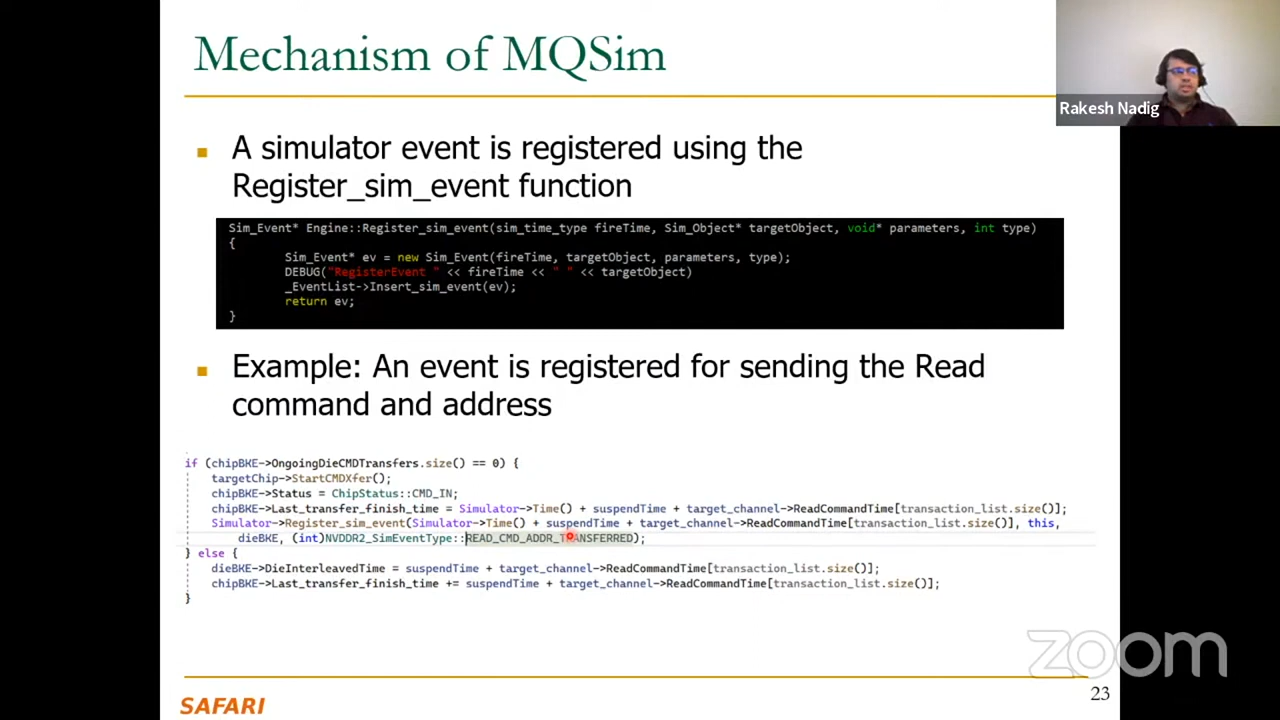 Mechanism of MQSim
Rakesh Nadig
A simulator event is registered using the
Register_sim_event function
Sim_Event* Engine::Register_sim_event(sim_time_type fireTime, Sim_Object* targetObject, void* parameters, int type)
{
Sim_Event* ev = new Sim_Event(fireTime, targetObject, parameters, type);
DEBUG("RegisterEvent " << fireTime << " " << targetObject)
_EventList->Insert_sim_event(ev);
return ev;
}
Example: An event is registered for sending the Read
command and address
if (chipBKE->OngoingDieCMDTransfers.size() == 0) {
targetChip->StartCMDXfer();
chipBKE->Status = ChipStatus::CMD_IN;
chipBKE->Last_transfer_finish_time = Simulator->Time() + suspendTime + target_channel->ReadCommandTime[transaction_list.size()];
Simulator->Register_sim_event(Simulator->Time() + suspendTime + target_channel->ReadCommandTime[transaction_list.size()], this,
dieBKE, (int)NVDDR2_SimEventType::READ_CMD_ADDR_TRANSFERRED);
} else {
dieBKE->DieInterleavedTime = suspendTime + target_channel->ReadCommandTime[transaction_list.size()];
chipBKE->Last_transfer_finish_time += suspendTime + target_channel->ReadCommandTime[transaction_list.size()];
}
zoom
SAFARI
23